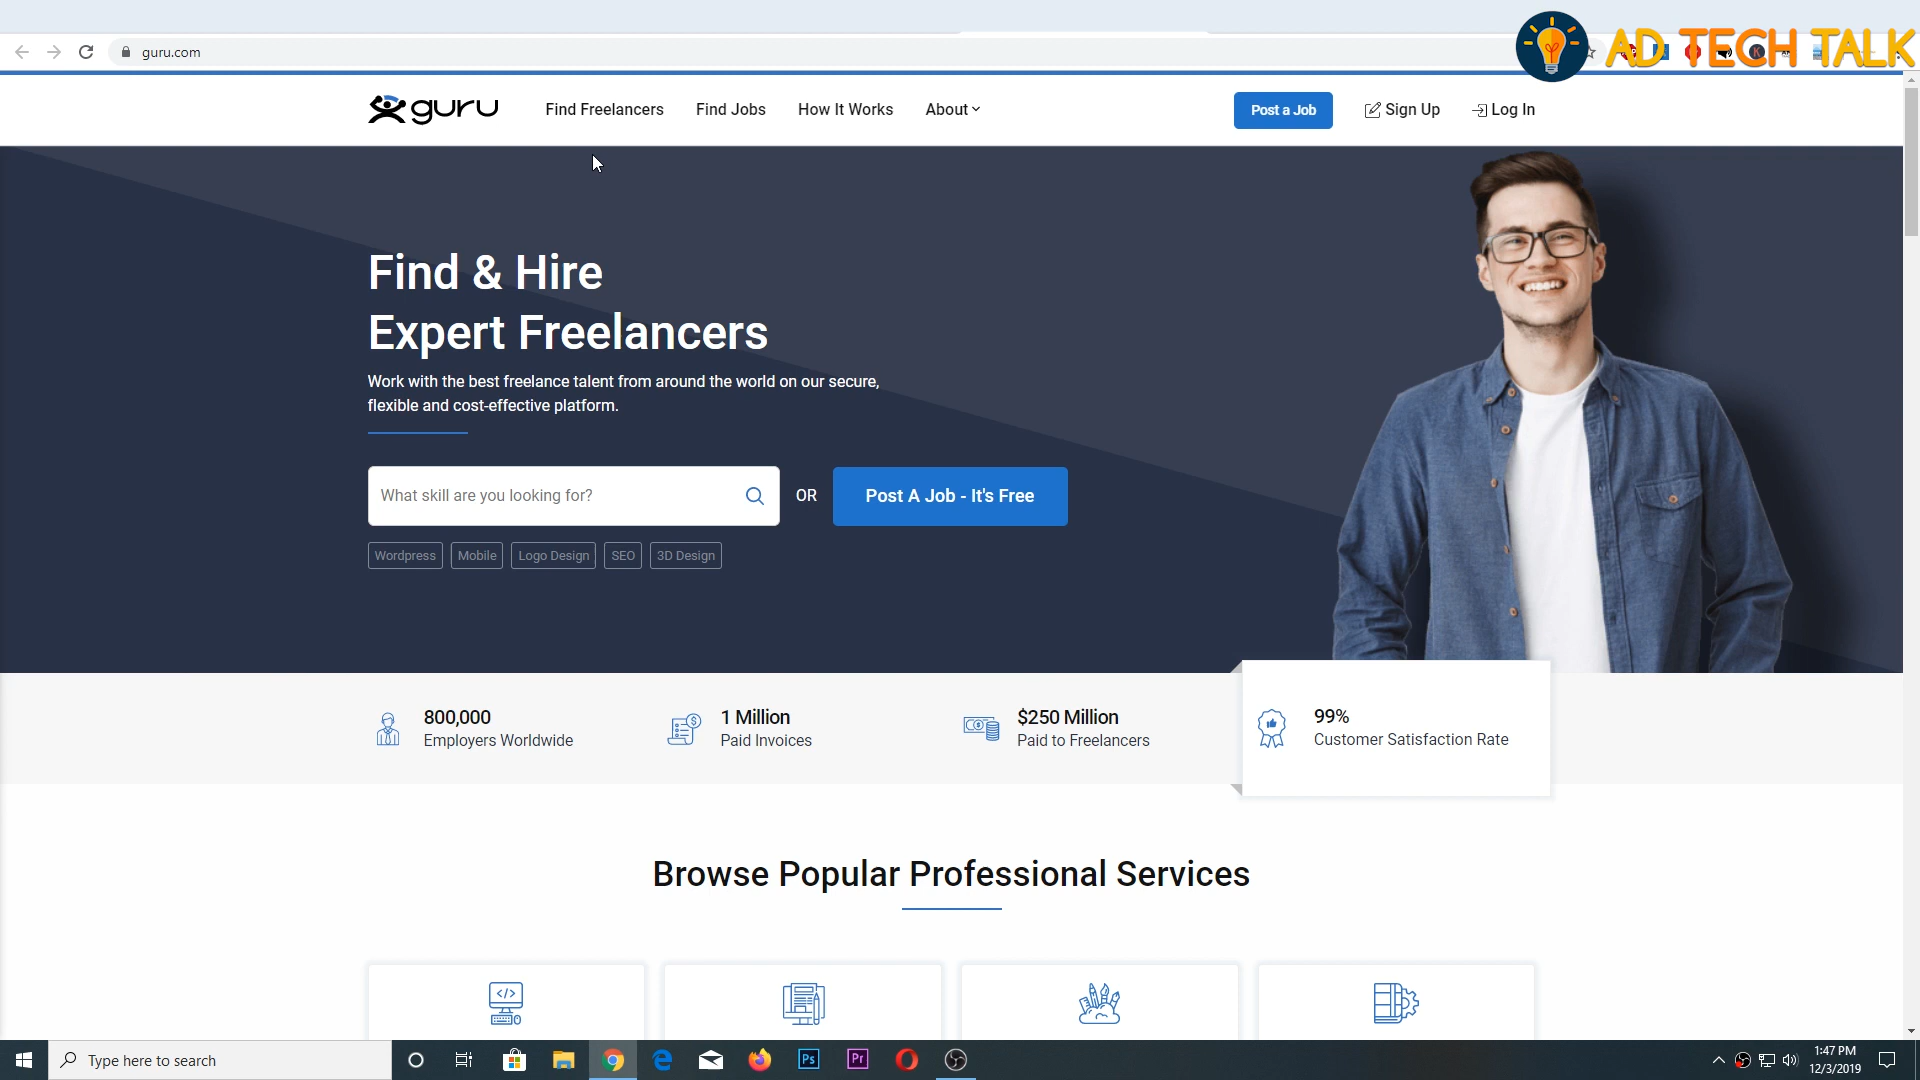 AD TECH TALK
guru.com
guru
Find Freelancers
Find Jobs
How It Works
About
Post a Job
Sign Up
Log In
Find & Hire
Expert Freelancers
Work with the best freelance talent from around the world on our secure,
flexible and cost-effective platform.
What skill are you looking for?
OR
Post A Job - It's Free
Wordpress
Mobile
Logo Design
SEO
3D Design
800,000
Employers Worldwide
1 Million
Paid Invoices
$250 Million
Paid to Freelancers
99%
Customer Satisfaction Rate
Browse Popular Professional Services
Type here to search
Ps
Pr
1:47 PM
12/3/2019